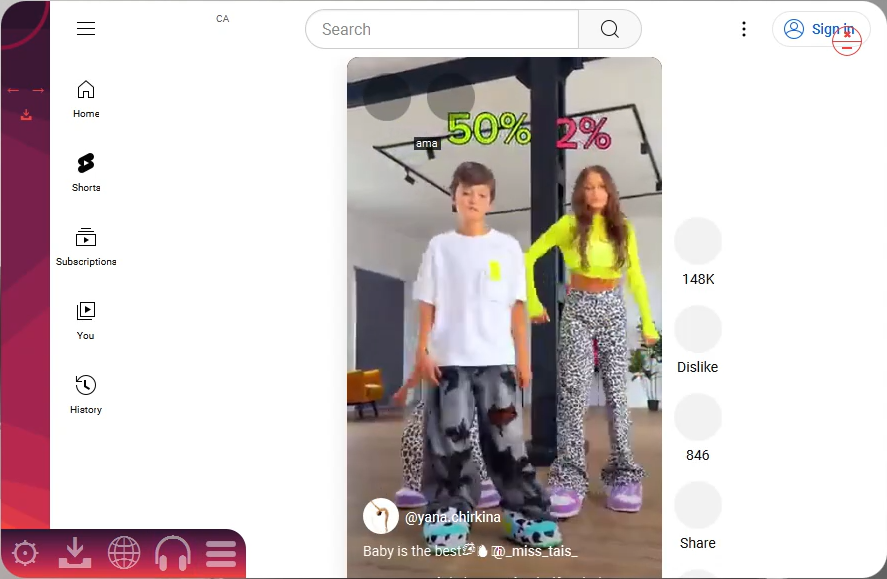 CA
Search
Sign in
Home
Shorts
Subscriptions
You
History
50% 2%
ama
148K
Dislike
846
Share
@yana.chirkina
Baby is the best @_miss_tais_